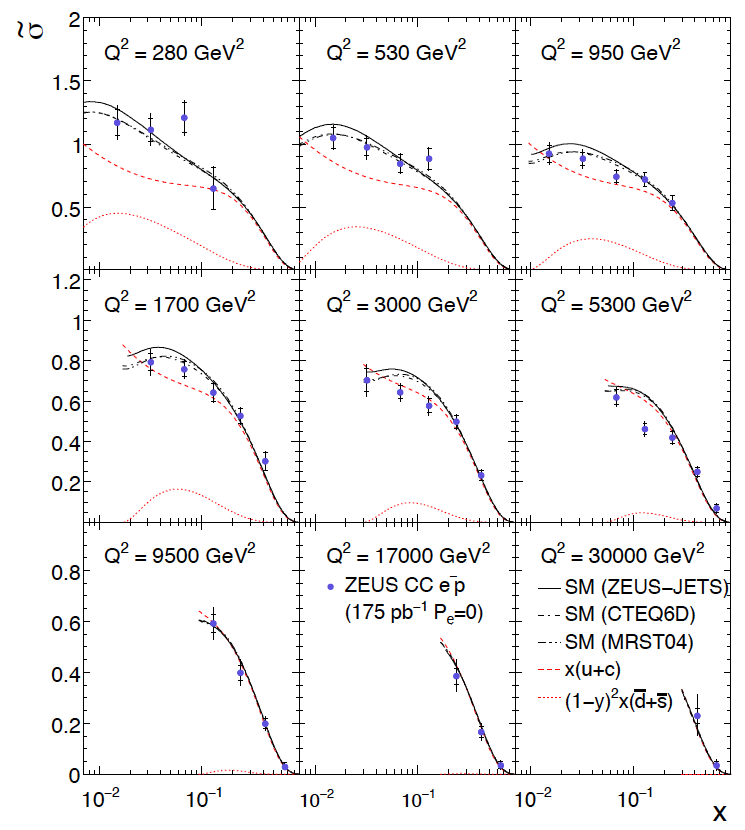 σ̃
Q² = 280 GeV² Q² = 530 GeV² Q² = 950 GeV²
2
1.5
1
0.5
Q² = 1700 GeV² Q² = 3000 GeV² Q² = 5300 GeV²
1.2
1
0.8
0.6
0.4
0.2
Q² = 9500 GeV² Q² = 17000 GeV² Q² = 30000 GeV²
ZEUS CC e⁻p
(175 pb⁻¹ Pₑ=0)
SM (ZEUS−JETS)
SM (CTEQ6D)
SM (MRST04)
x(u+c)
(1−y)²x(d̅+s̅)
0.8
0.6
0.4
0.2
0
10⁻² 10⁻¹ 10⁻² 10⁻¹ 10⁻² 10⁻¹
x